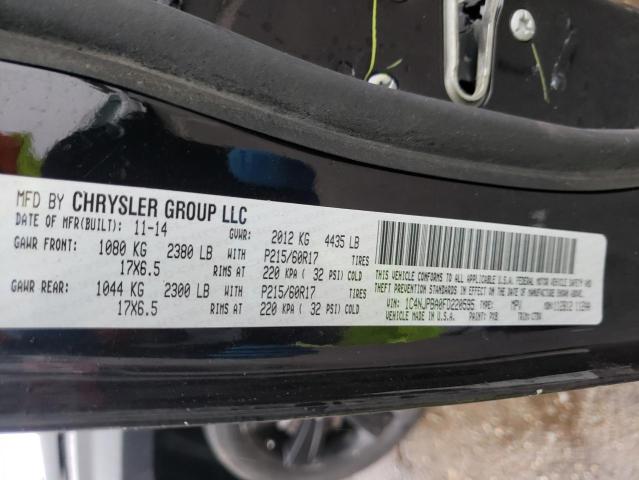 MFD BY CHRYSLER GROUP LLC
DATE OF MFR(BUILT): 11-14 GVWR: 2012 KG 4435 LB
GAWR FRONT: 1080 KG 2380 LB WITH P215/60R17 TIRES
17X6.5 RIMS AT 220 KPA ( 32 PSI) COLD
GAWR REAR: 1044 KG 2300 LB WITH P215/60R17 TIRES
17X6.5 RIMS AT 220 KPA ( 32 PSI) COLD
THIS VEHICLE CONFORMS TO ALL APPLICABLE U.S.A. FEDERAL MOTOR VEHICLE SAFETY AND
THEFT PREVENTION STANDARDS IN EFFECT ON THE DATE OF MANUFACTURE SHOWN ABOVE.
VIN: 1C4NJPBA0FD220595 TYPE: MPV
VEHICLE MADE IN U.S.A. PAINT: PXB TRIM: